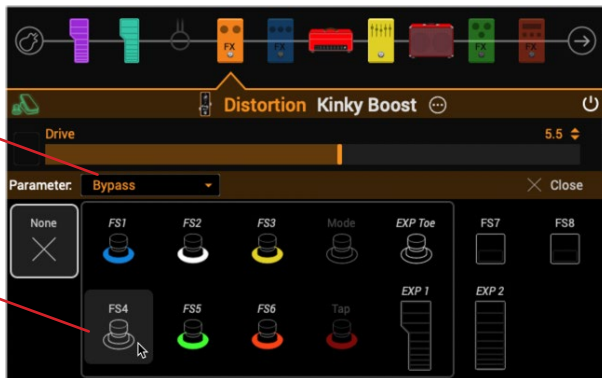 FX
FX
FX
Distortion Kinky Boost
Drive
5.5
Parameter:
Bypass
Close
None
FS1
FS2
FS3
Mode
EXP Toe
FS7
FS8
FS4
FS5
FS6
Tap
EXP 1
EXP 2